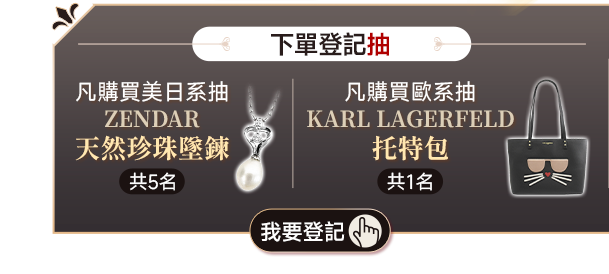 下單登記抽
凡購買美日系抽
ZENDAR
天然珍珠墜鍊
共5名
凡購買歐系抽
KARL LAGERFELD
托特包
共1名
我要登記